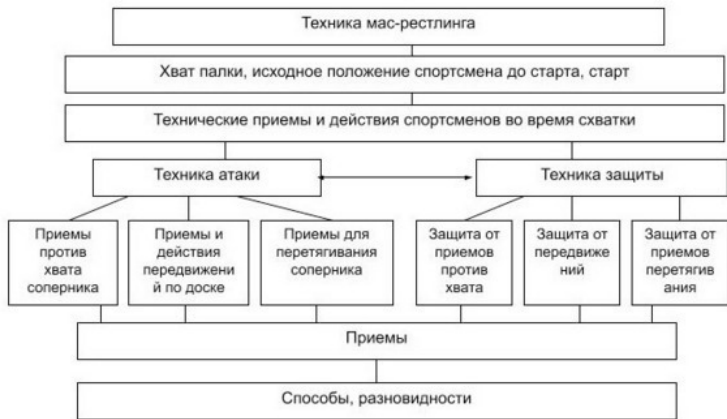 Техника мас-рестлинга
Хват палки, исходное положение спортсмена до старта, старт
Технические приемы и действия спортсменов во время схватки
Техника атаки
Техника защиты
Приемы
против
хвата
соперника
Приемы и
действия
передвижени
й по доске
Приемы для
перетягивания
соперника
Защита от
приемов
против
хвата
Защита от
передвиже
ний
Защита от
приемов
перетягив
ания
Приемы
Способы, разновидности